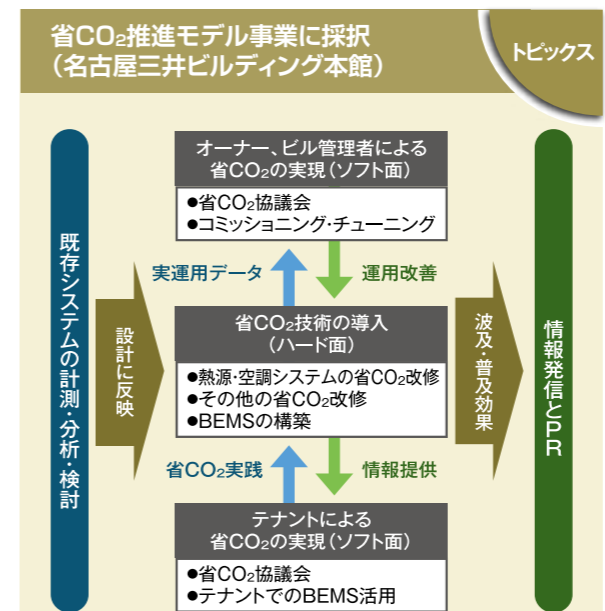 省CO₂推進モデル事業に採択
（名古屋三井ビルディング本館）
トピックス
既存システムの計測・分析・検討
設計に反映
オーナー、ビル管理者による
省CO₂の実現（ソフト面）
●省CO₂協議会
●コミッショニング・チューニング
実運用データ
運用改善
省CO₂技術の導入
（ハード面）
●熱源・空調システムの省CO₂改修
●その他の省CO₂改修
●BEMSの構築
省CO₂実践
情報提供
テナントによる
省CO₂の実現（ソフト面）
●省CO₂協議会
●テナントでのBEMS活用
波及・普及効果
情報発信とPR